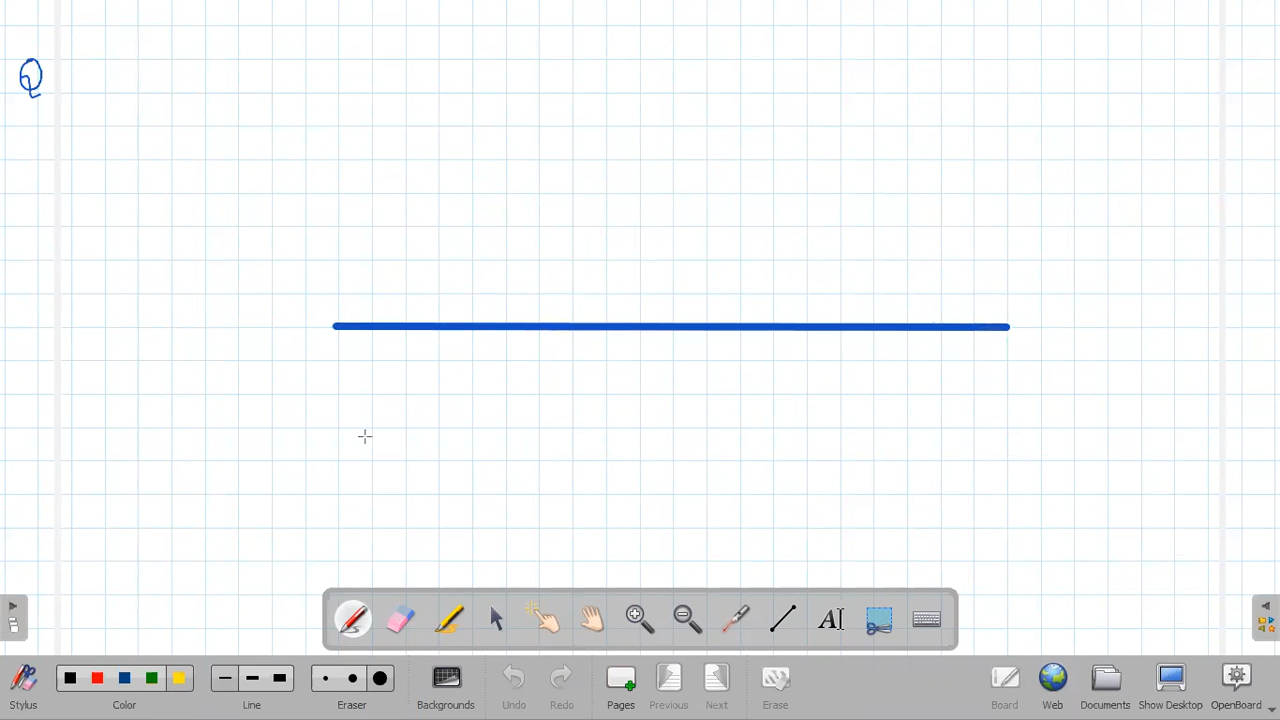 Q
Stylus
Color
Line
Eraser
Backgrounds
Undo
Redo
Pages
Previous
Next
Erase
Board
Web
Documents
Show Desktop
OpenBoard